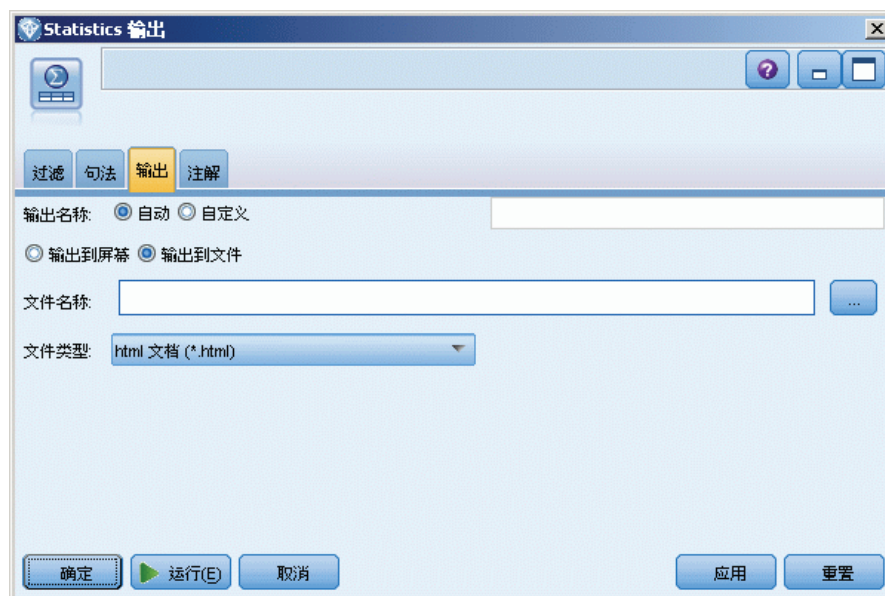 Statistics 输出
过滤 句法 输出 注解
输出名称: 自动 自定义
输出到屏幕 输出到文件
文件名称: ...
文件类型: html 文档 (*.html)
确定 运行(E) 取消 应用 重置